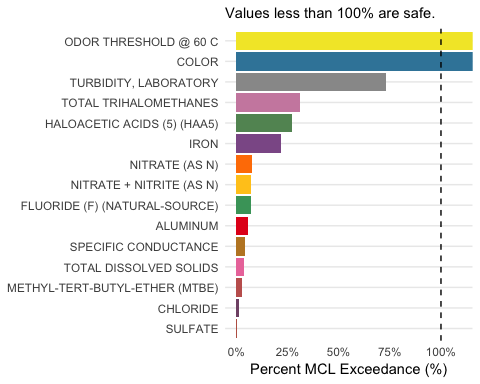 Values less than 100% are safe.
ODOR THRESHOLD @ 60 C
COLOR
TURBIDITY, LABORATORY
TOTAL TRIHALOMETHANES
HALOACETIC ACIDS (5) (HAA5)
IRON
NITRATE (AS N)
NITRATE + NITRITE (AS N)
FLUORIDE (F) (NATURAL-SOURCE)
ALUMINUM
SPECIFIC CONDUCTANCE
TOTAL DISSOLVED SOLIDS
METHYL-TERT-BUTYL-ETHER (MTBE)
CHLORIDE
SULFATE
0% 25% 50% 75% 100%
Percent MCL Exceedance (%)